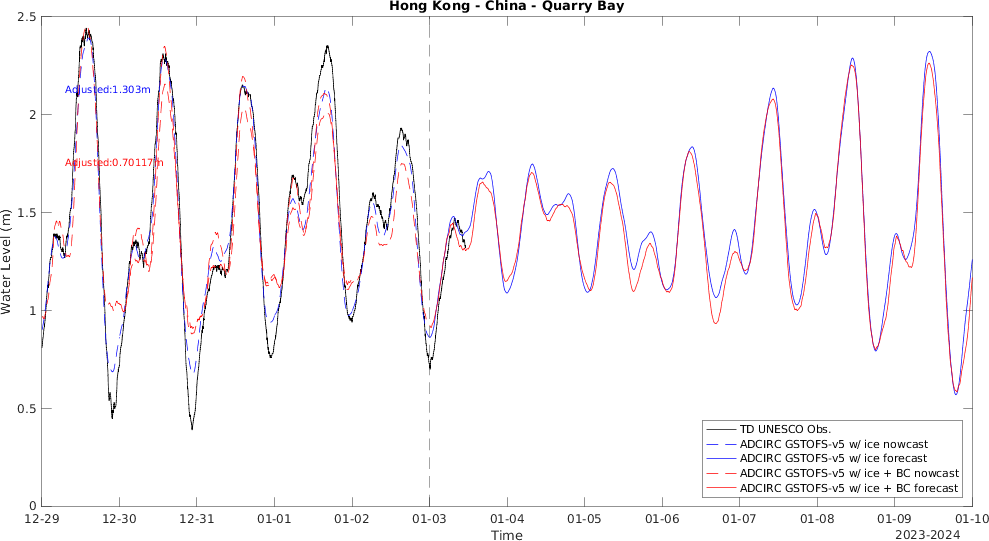 Hong Kong - China - Quarry Bay
2.5
2
1.5
1
0.5
0
Water Level (m)
Adjusted:1.303m
Adjusted:0.70117m
TD UNESCO Obs.
ADCIRC GSTOFS-v5 w/ ice nowcast
ADCIRC GSTOFS-v5 w/ ice forecast
ADCIRC GSTOFS-v5 w/ ice + BC nowcast
ADCIRC GSTOFS-v5 w/ ice + BC forecast
12-29 12-30 12-31 01-01 01-02 01-03 01-04 01-05 01-06 01-07 01-08 01-09 01-10
Time
2023-2024